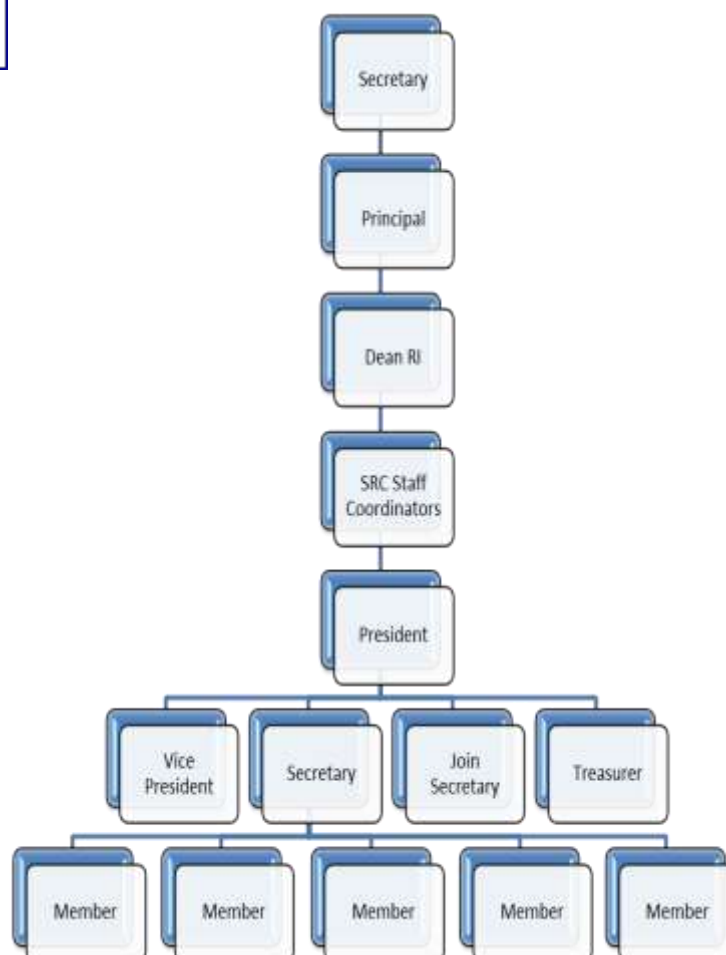 Secretary
Principal
Dean RI
SRC Staff
Coordinators
President
Vice
President
Secretary
Join
Secretary
Treasurer
Member
Member
Member
Member
Member